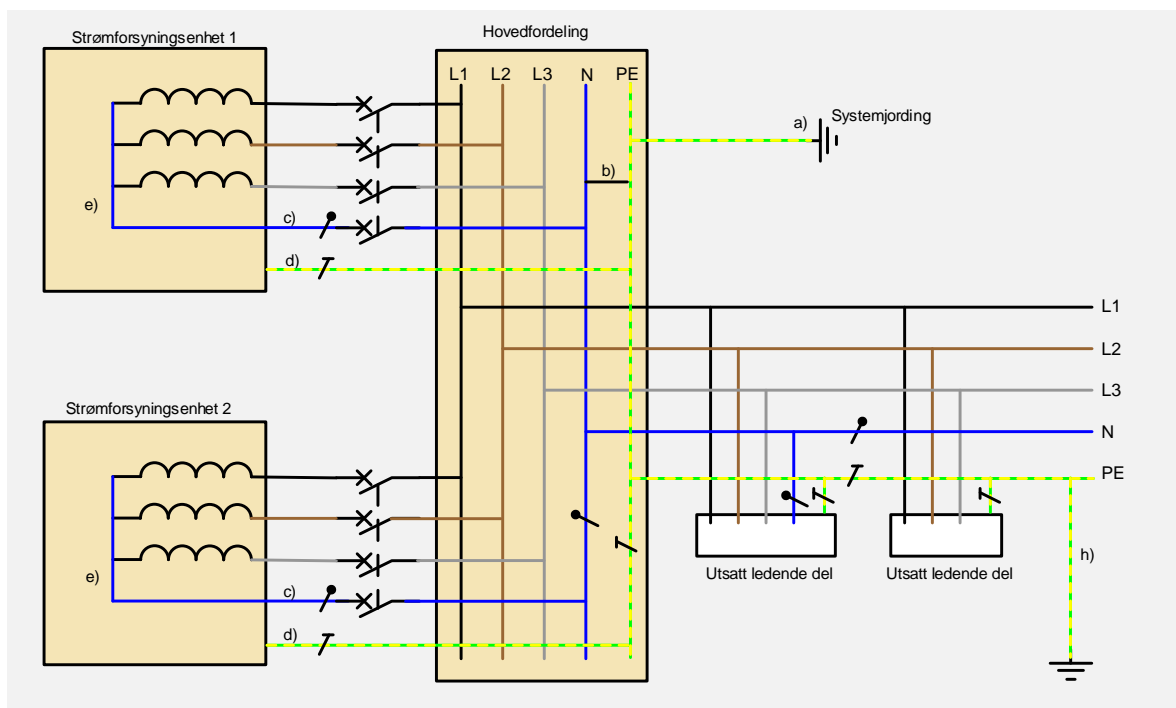 Strømforsyningsenhet 1
Hovedfordeling
L1 L2 L3 N PE
a)
Systemjording
b)
e)
c)
d)
L1
L2
L3
N
PE
Strømforsyningsenhet 2
e)
c)
d)
h)
Utsatt ledende del
Utsatt ledende del